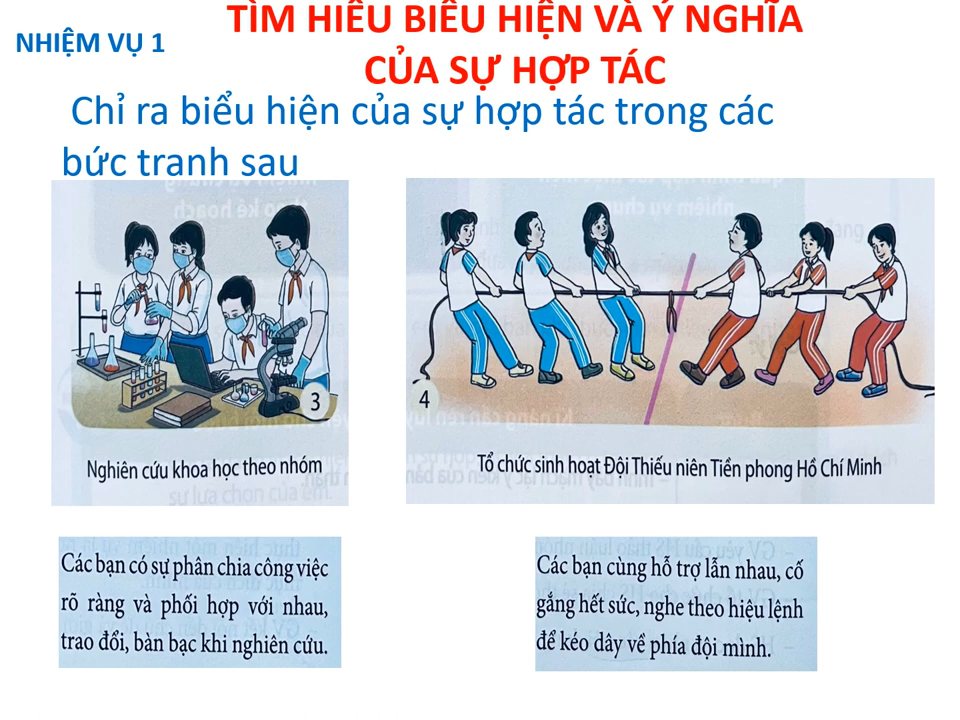 NHIỆM VỤ 1
TÌM HIỂU BIỂU HIỆN VÀ Ý NGHĨA
CỦA SỰ HỢP TÁC
Chỉ ra biểu hiện của sự hợp tác trong các
bức tranh sau
3
Nghiên cứu khoa học theo nhóm
4
Tổ chức sinh hoạt Đội Thiếu niên Tiền phong Hồ Chí Minh
Các bạn có sự phân chia công việc
rõ ràng và phối hợp với nhau,
trao đổi, bàn bạc khi nghiên cứu.
Các bạn cùng hỗ trợ lẫn nhau, cố
gắng hết sức, nghe theo hiệu lệnh
để kéo dây về phía đội mình.